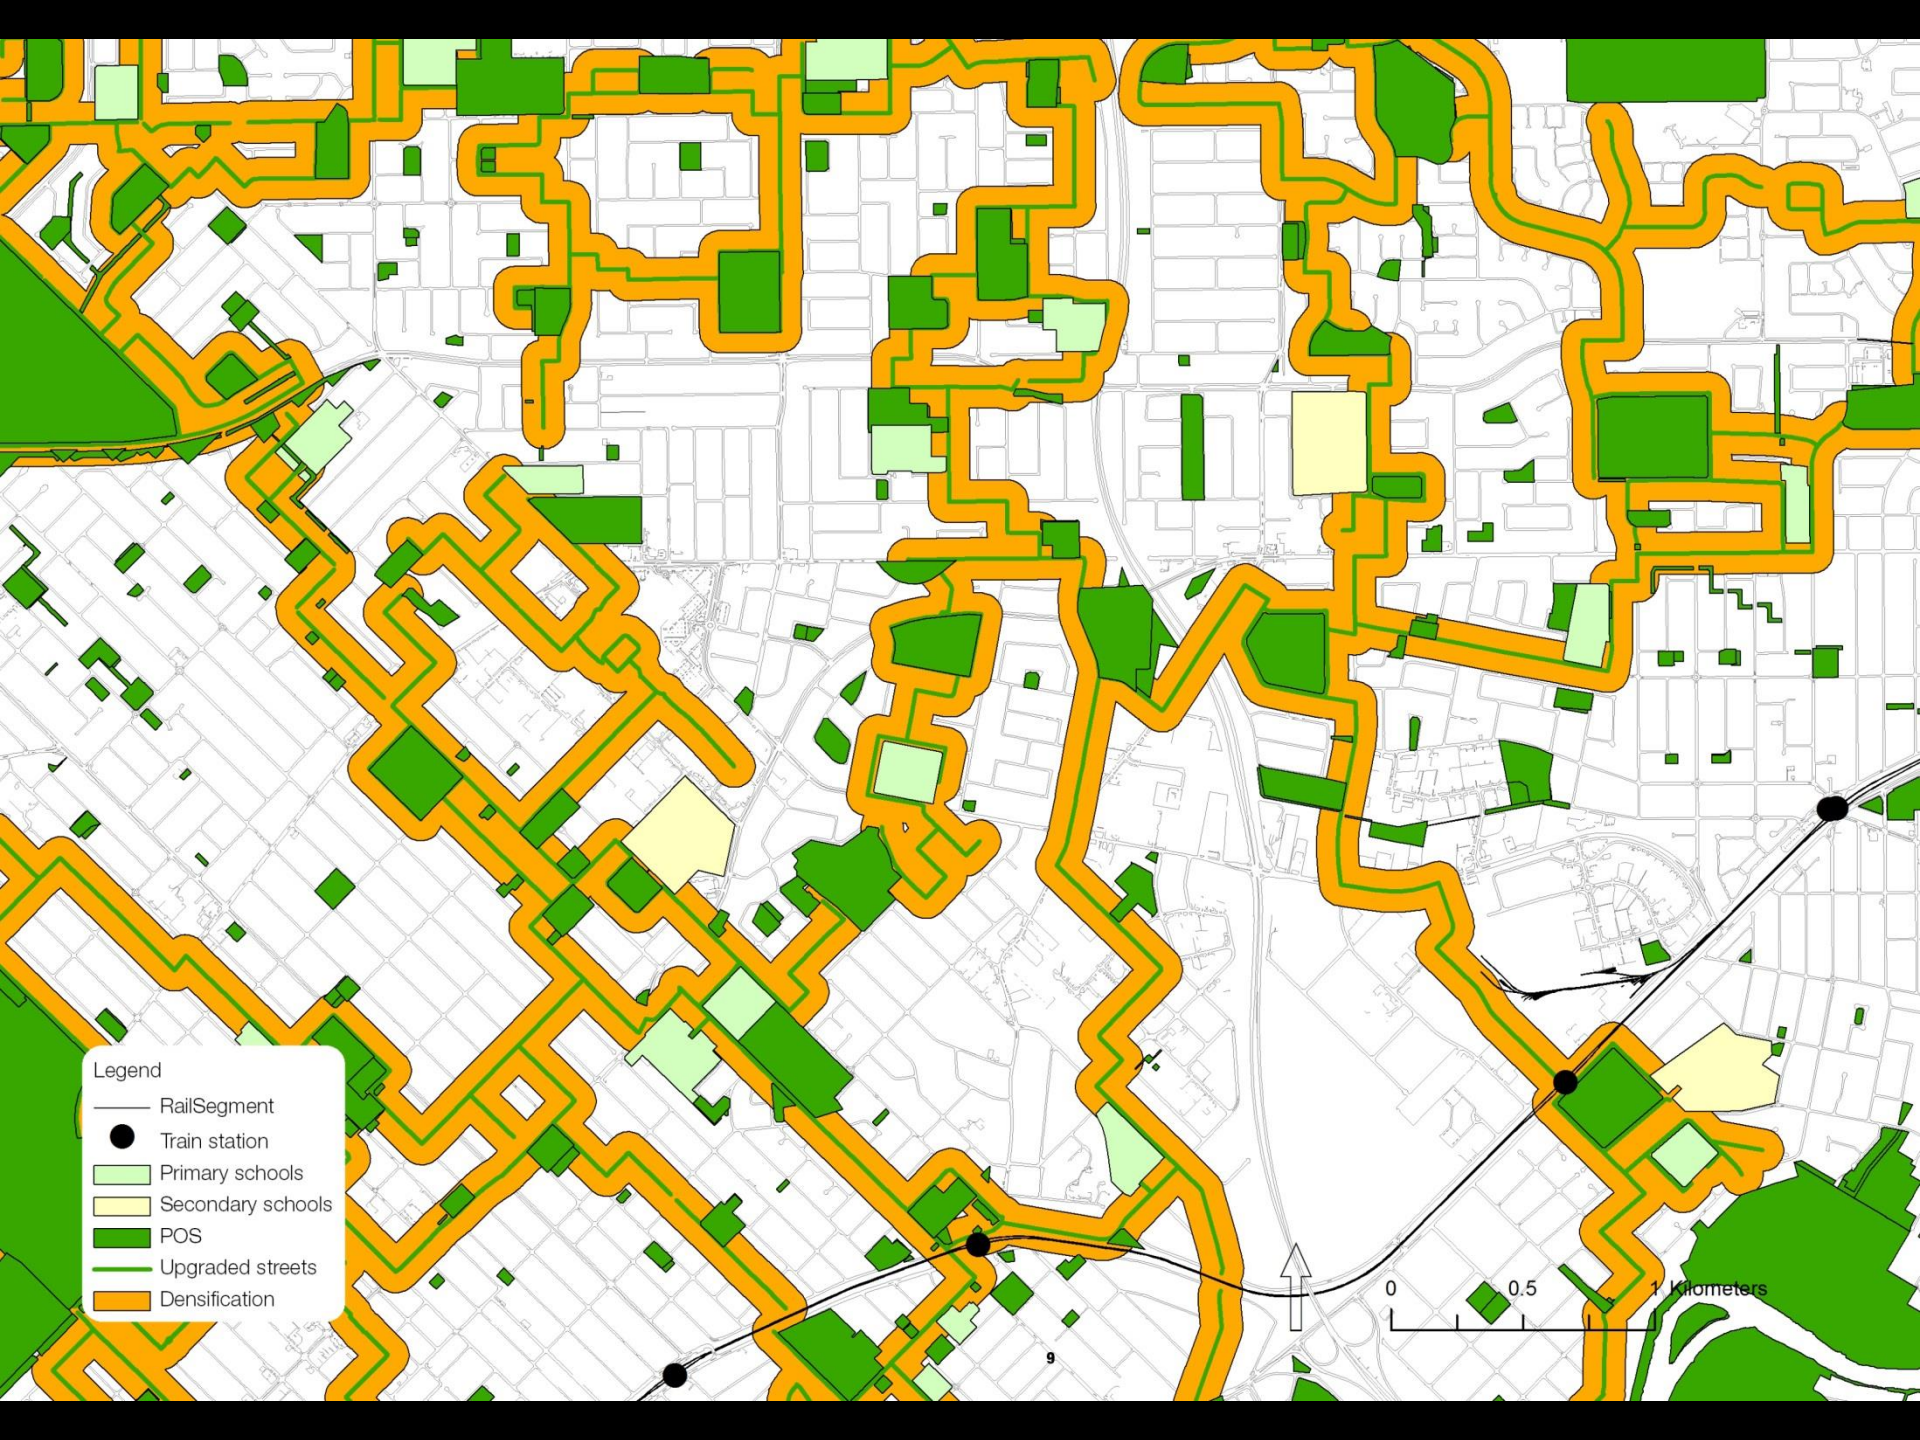 Legend
RailSegment
Train station
Primary schools
Secondary schools
POS
Upgraded streets
Densification
0 0.5 1 Kilometers
9